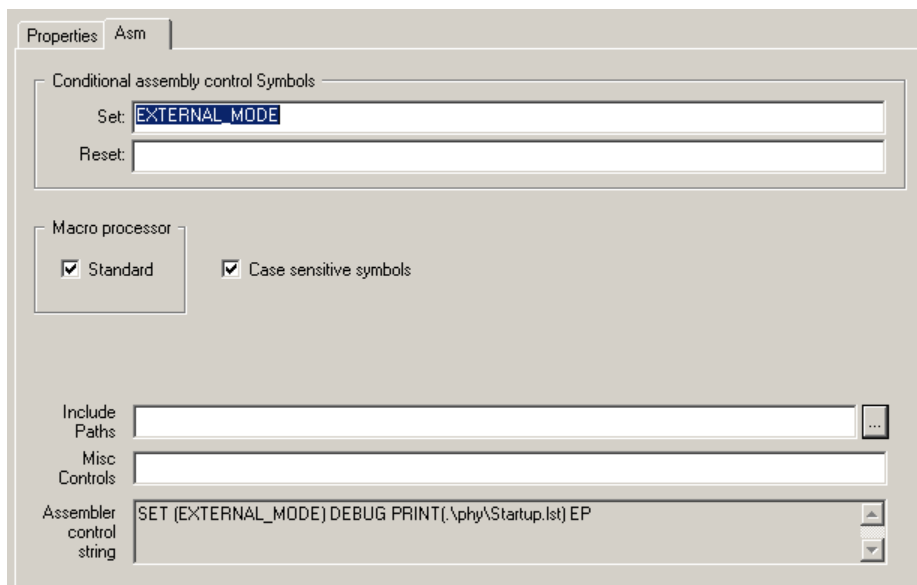 Properties Asm
Conditional assembly control Symbols
Set: EXTERNAL_MODE
Reset:
Macro processor
Standard Case sensitive symbols
Include
Paths ...
Misc
Controls
Assembler
control
string
SET (EXTERNAL_MODE) DEBUG PRINT(.\phy\Startup.lst) EP